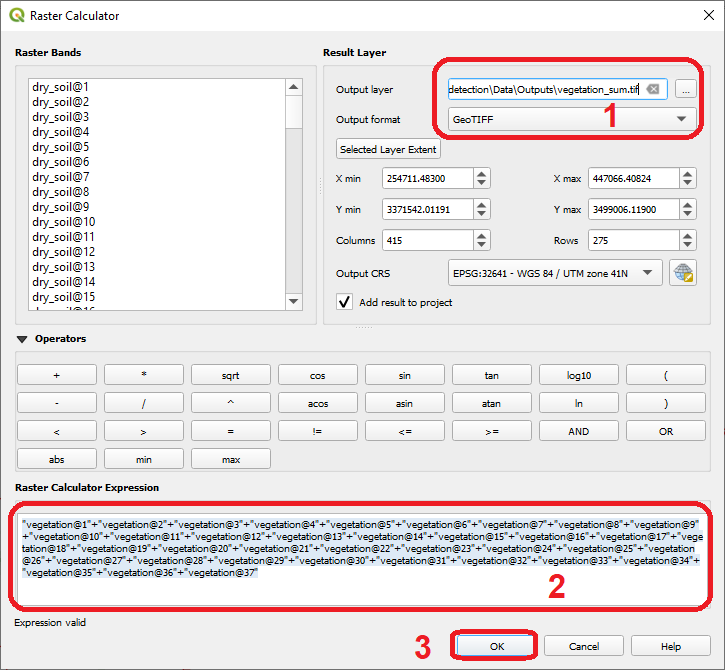 Raster Calculator
Raster Bands
dry_soil@1
dry_soil@2
dry_soil@3
dry_soil@4
dry_soil@5
dry_soil@6
dry_soil@7
dry_soil@8
dry_soil@9
dry_soil@10
dry_soil@11
dry_soil@12
dry_soil@13
dry_soil@14
dry_soil@15
Result Layer
Output layer detection\Data\Outputs\vegetation_sum.tif ...
1
Output format GeoTIFF
Selected Layer Extent
X min 254711.48300 X max 447066.40824
Y min 3371542.01191 Y max 3499006.11900
Columns 415 Rows 275
Output CRS EPSG:32641 - WGS 84 / UTM zone 41N
Add result to project
Operators
+ * sqrt cos sin tan log10 (
- / ^ acos asin atan ln )
< > = != <= >= AND OR
abs min max
Raster Calculator Expression
"vegetation@1"+"vegetation@2"+"vegetation@3"+"vegetation@4"+"vegetation@5"+"vegetation@6"+"vegetation@7"+"vegetation@8"+"vegetation@9"
+"vegetation@10"+"vegetation@11"+"vegetation@12"+"vegetation@13"+"vegetation@14"+"vegetation@15"+"vegetation@16"+"vegetation@17"+"vege
tation@18"+"vegetation@19"+"vegetation@20"+"vegetation@21"+"vegetation@22"+"vegetation@23"+"vegetation@24"+"vegetation@25"+"vegetation
@26"+"vegetation@27"+"vegetation@28"+"vegetation@29"+"vegetation@30"+"vegetation@31"+"vegetation@32"+"vegetation@33"+"vegetation@34"+
"vegetation@35"+"vegetation@36"+"vegetation@37"
2
Expression valid
3 OK Cancel Help